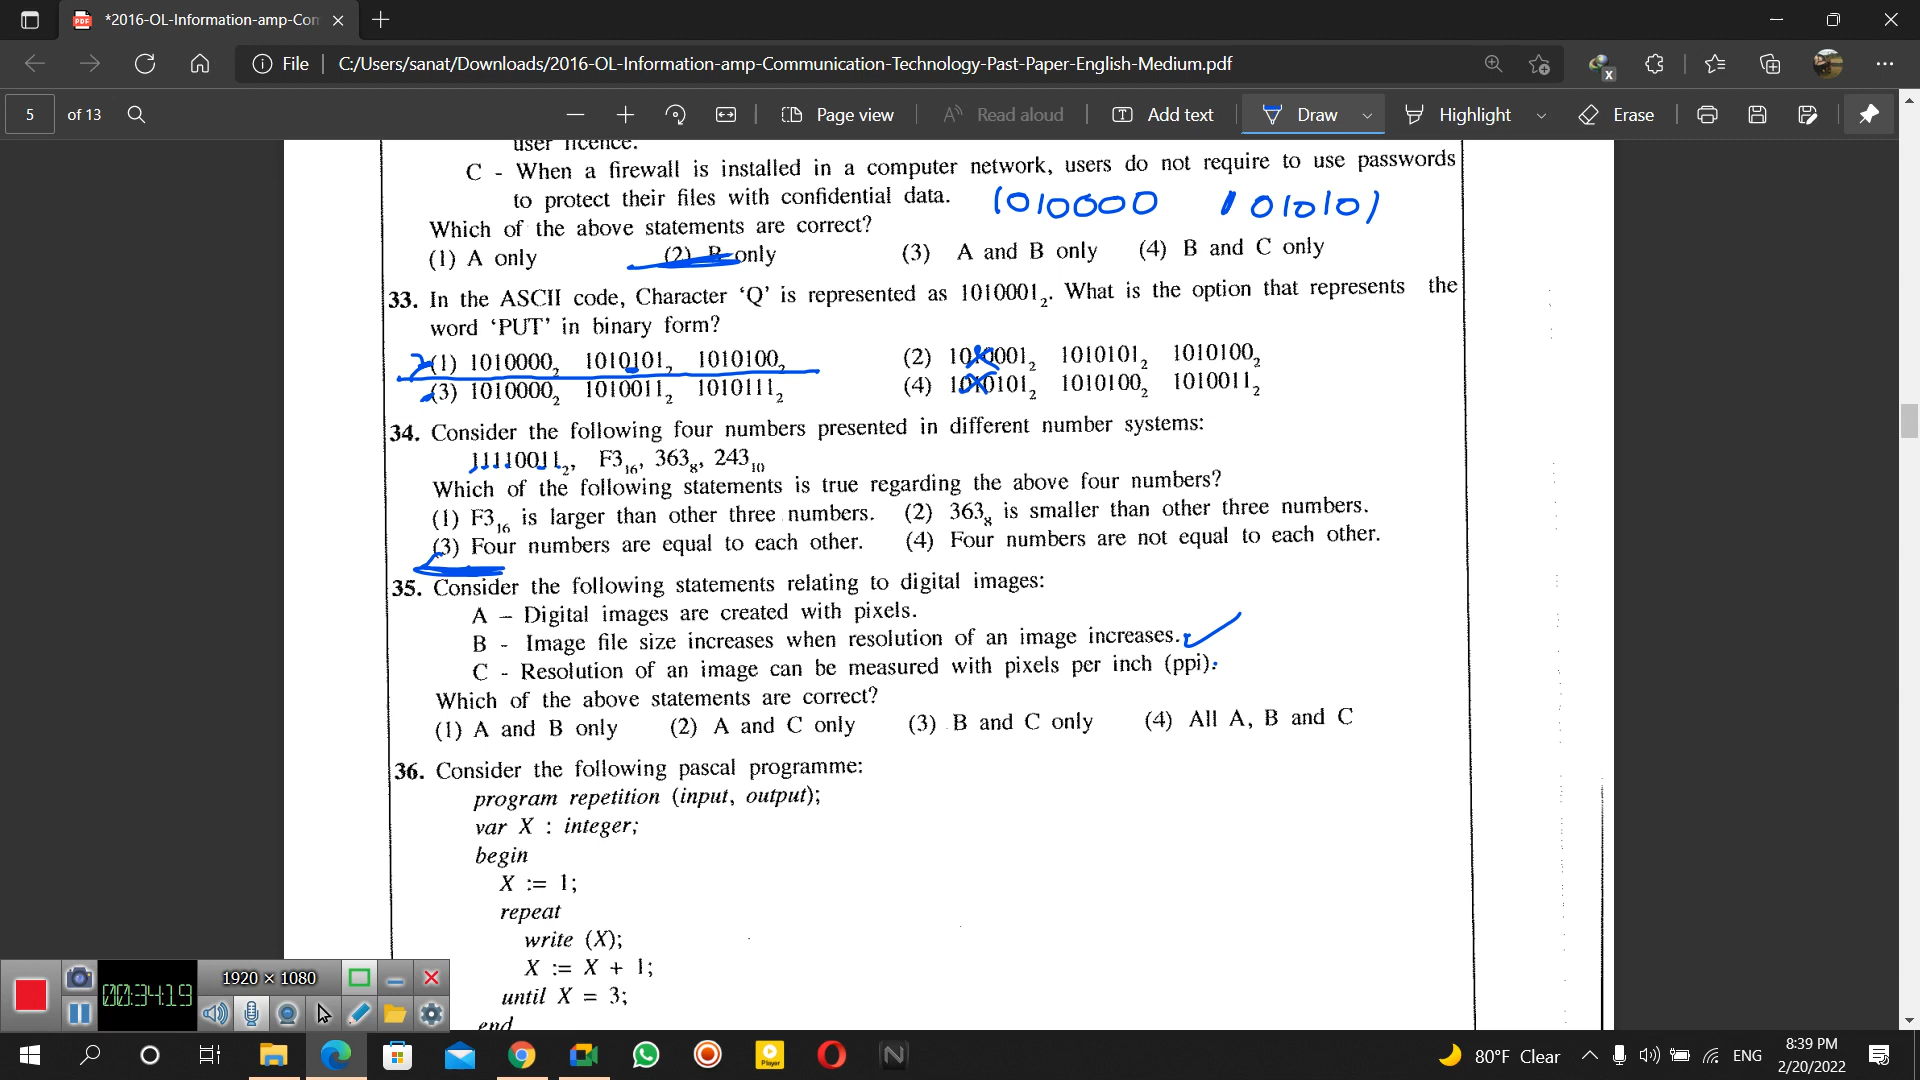 *2016-OL-Information-amp-Con
File
C:/Users/sanat/Downloads/2016-OL-Information-amp-Communication-Technology-Past-Paper-English-Medium.pdf
5 of 13
Page view
Read aloud
Add text
Draw
Highlight
Erase
user licence.
C - When a firewall is installed in a computer network, users do not require to use passwords
to protect their files with confidential data. 1010000 1010101
Which of the above statements are correct?
(1) A only (2) B only (3) A and B only (4) B and C only
33. In the ASCII code, Character ‘Q’ is represented as 1010001₂. What is the option that represents the
word ‘PUT’ in binary form?
(1) 1010000₂ 1010101₂ 1010100₂ (2) 1010001₂ 1010101₂ 1010100₂
(3) 1010000₂ 1010011₂ 1010111₂ (4) 1010101₂ 1010100₂ 1010011₂
34. Consider the following four numbers presented in different number systems:
11110011₂, F3₁₆, 363₈, 243₁₀
Which of the following statements is true regarding the above four numbers?
(1) F3₁₆ is larger than other three numbers. (2) 363₈ is smaller than other three numbers.
(3) Four numbers are equal to each other. (4) Four numbers are not equal to each other.
35. Consider the following statements relating to digital images:
A – Digital images are created with pixels.
B - Image file size increases when resolution of an image increases.
C - Resolution of an image can be measured with pixels per inch (ppi).
Which of the above statements are correct?
(1) A and B only (2) A and C only (3) B and C only (4) All A, B and C
36. Consider the following pascal programme:
program repetition (input, output);
var X : integer;
begin
X := 1;
repeat
write (X);
X := X + 1;
until X = 3;
end
1920 × 1080
00:34:19
Player
80°F Clear
ENG
8:39 PM
2/20/2022